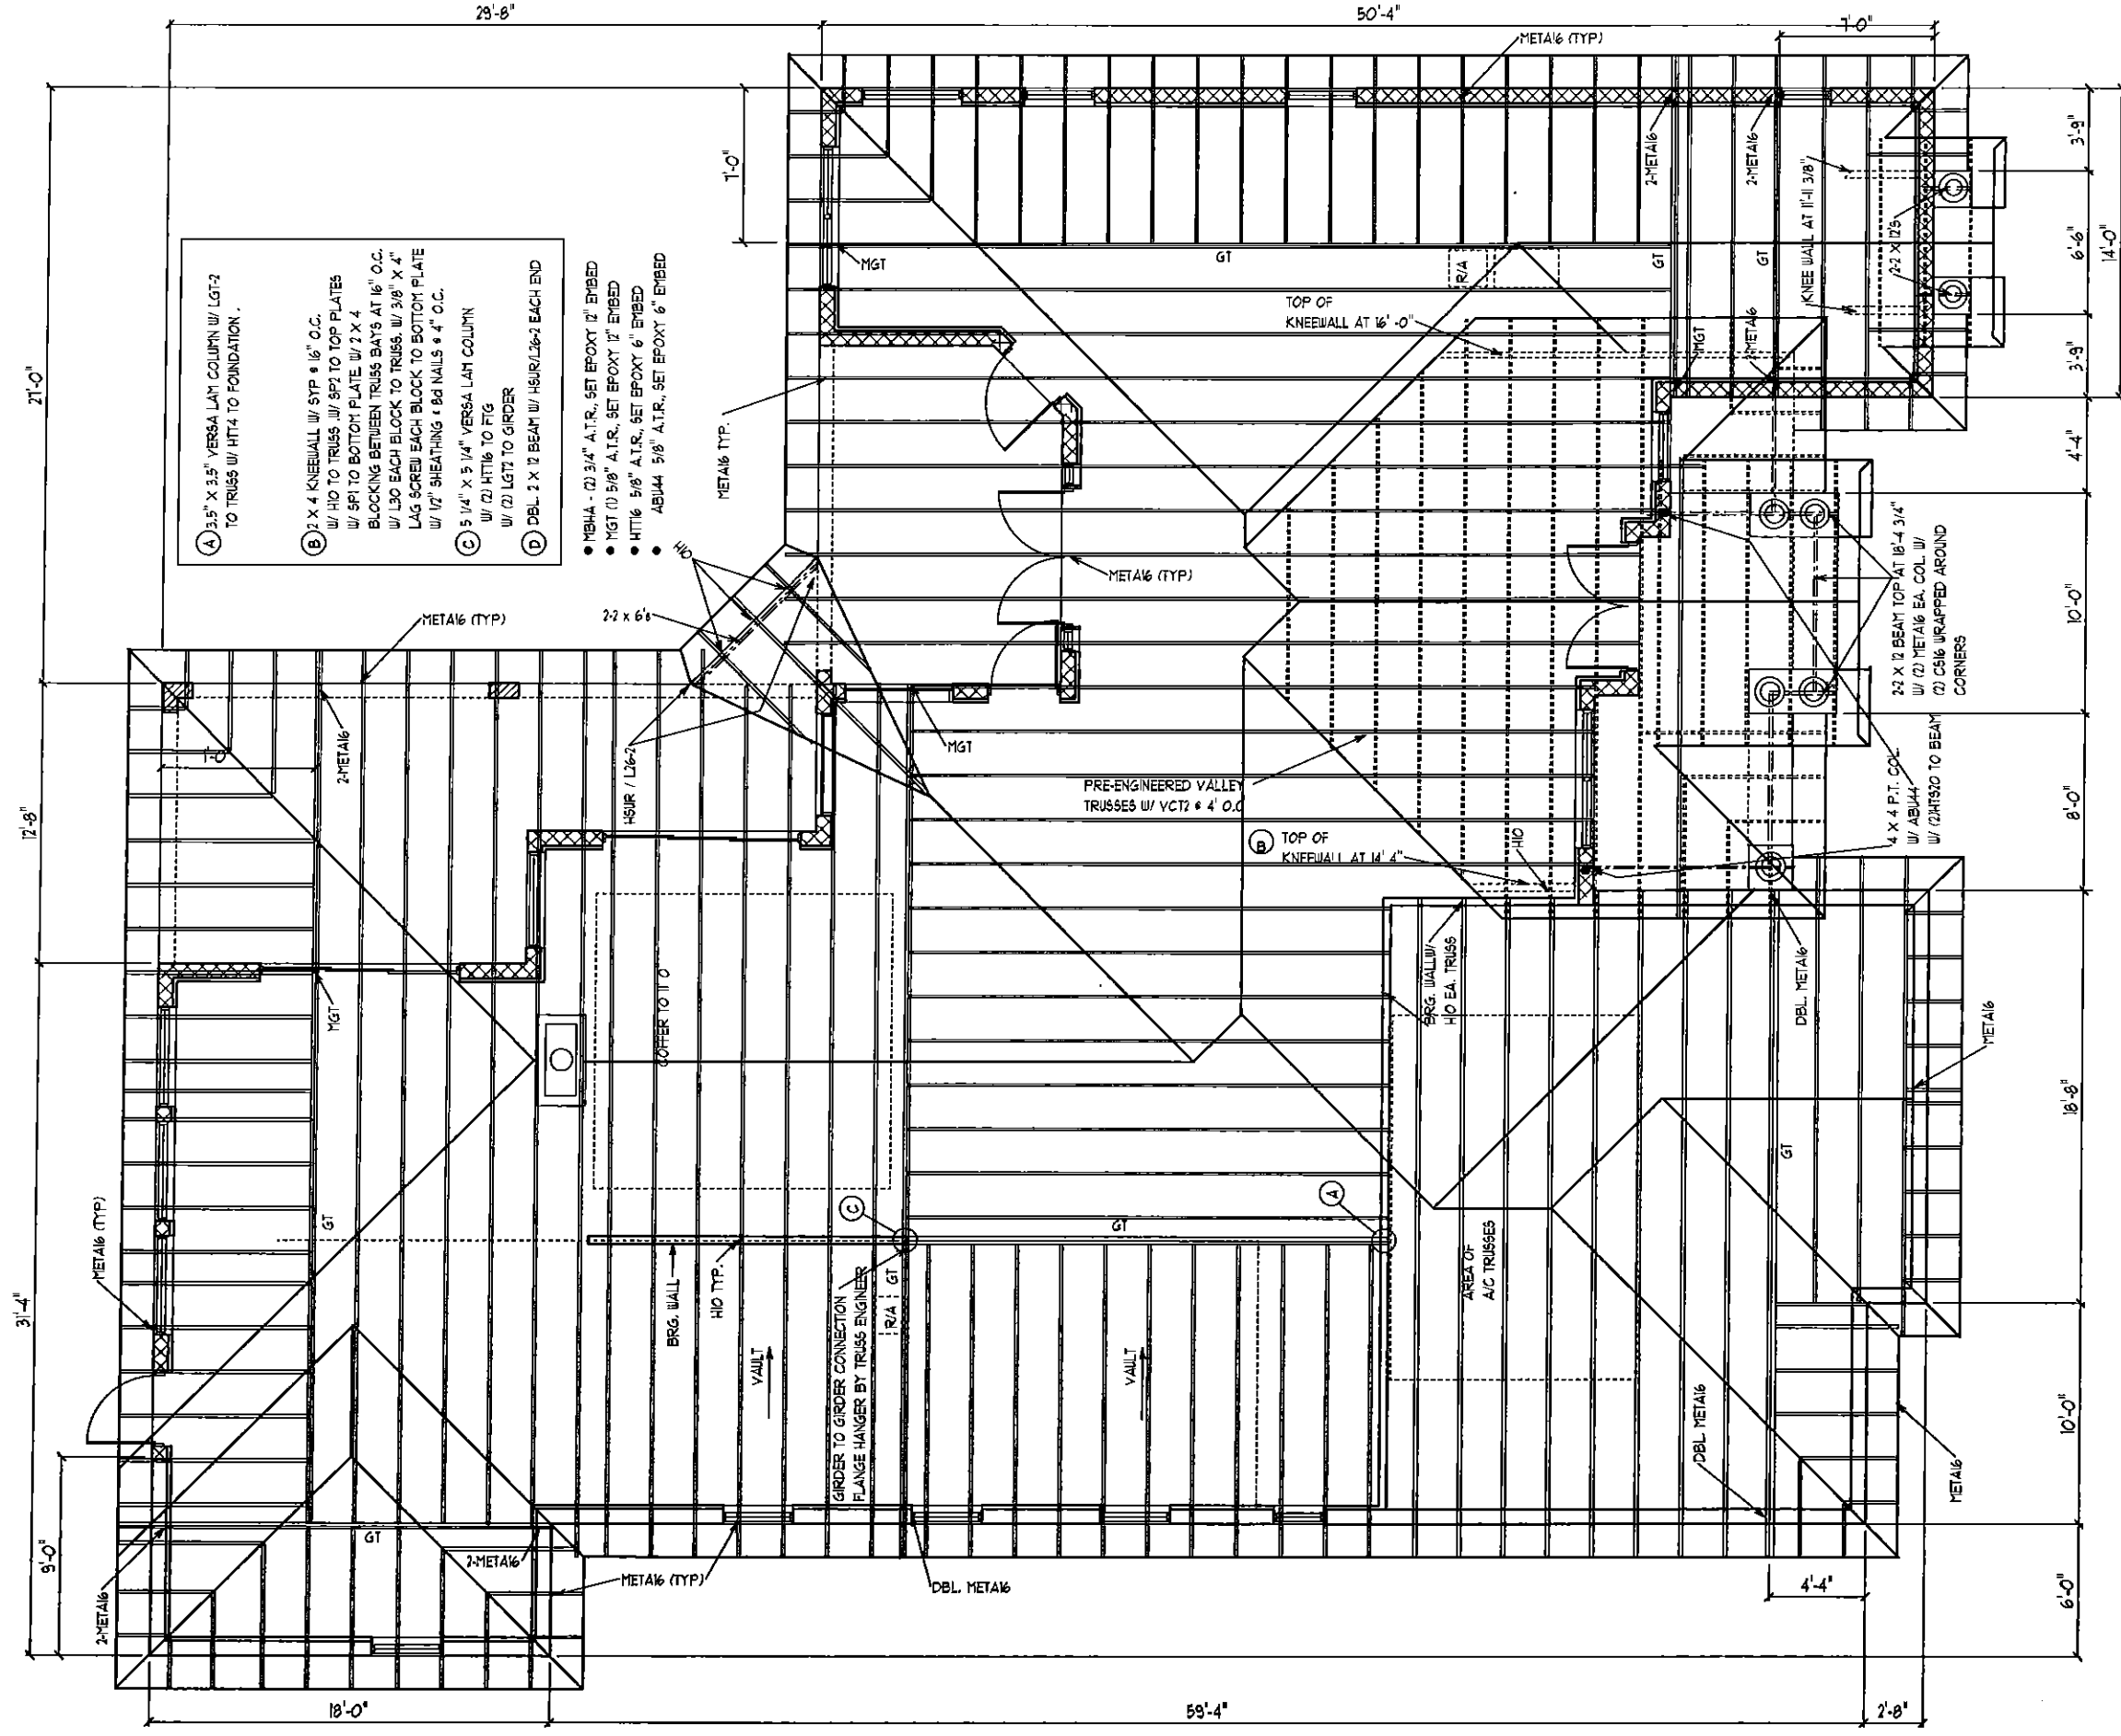 29'-8"
50'-4"
7'-0"
META16 (TYP)
21'-0"
12'-8"
31'-4"
9'-0"
7'-0"
3'-9"
6'-6"
14'-0"
3'-9"
4'-4"
10'-0"
8'-0"
18'-8"
10'-0"
6'-0"
4'-4"
18'-0"
59'-4"
2'-8"
A 3.5" X 3.5" VERSA LAM COLUMN W/ LGT-2
TO TRUSS W/ HTT4 TO FOUNDATION.
B 2 X 4 KNEEWALL W/ SYP @ 16" O.C.
W/ H10 TO TRUSS .W/ SP2 TO TOP PLATES
W/ SP1 TO BOTTOM PLATE. W/ 2 X 4
BLOCKING BETWEEN TRUSS BAYS AT 16" O.C.
W/ L30 EACH BLOCK TO TRUSS. W/ 3/8" X 4"
LAG SCREW EACH BLOCK TO BOTTOM PLATE
W/ 1/2" SHEATHING & 8d NAILS @ 4" O.C.
C 5 1/4" X 5 1/4" VERSA LAM COLUMN
W/ (2) HTT16 TO FTG
W/ (2) LGT2 TO GIRDER
D DBL 2 X 12 BEAM W/ HSUR/L26-2 EACH END
● MBHA - (2) 3/4" A.T.R., SET EPOXY 12" EMBED
● MGT (1) 5/8" A.T.R., SET EPOXY 12" EMBED
● HTT16 5/8" A.T.R., SET EPOXY 6" EMBED
● ABU44 5/8" A.T.R., SET EPOXY 6" EMBED
META16 TYP.
H10
2-2 X 6's
META16 (TYP)
2-META16
7'-0"
HSUR / L26-2
MGT
GT
R/A
TOP OF
KNEEWALL AT 16'-0"
2-META16
2-META16
GT
GT
KNEE WALL AT 11'-11 3/8"
2-2 X 12'S
MGT
2-META16
META16 (TYP)
MGT
PRE-ENGINEERED VALLEY
TRUSSES W/ VCT2 @ 4' O.C
B TOP OF
KNEEWALL AT 14' 4"
H10
2-2 X 12 BEAM TOP AT 18'-4 3/4"
W/ (2) META16 EA. COL. W/
(2) CS16 WRAPPED AROUND
CORNERS
4 X 4 P.T. COL.
W/ ABU44
W/ (2)HTS20 TO BEAM
MGT
COFFER TO 11' 0"
BRG. WALL W/
H10 EA. TRUSS
DBL. META16
META16
META16 (TYP)
GT
BRG. WALL
H10 TYP.
C
GT
A
VAULT
GIRDER TO GIRDER CONNECTION
FLANGE HANGER BY TRUSS ENGINEER
R/A
GT
VAULT
AREA OF
A/C TRUSSES
GT
DBL. META16
META16
2-META16
GT
2-META16
META16 (TYP)
DBL. META16